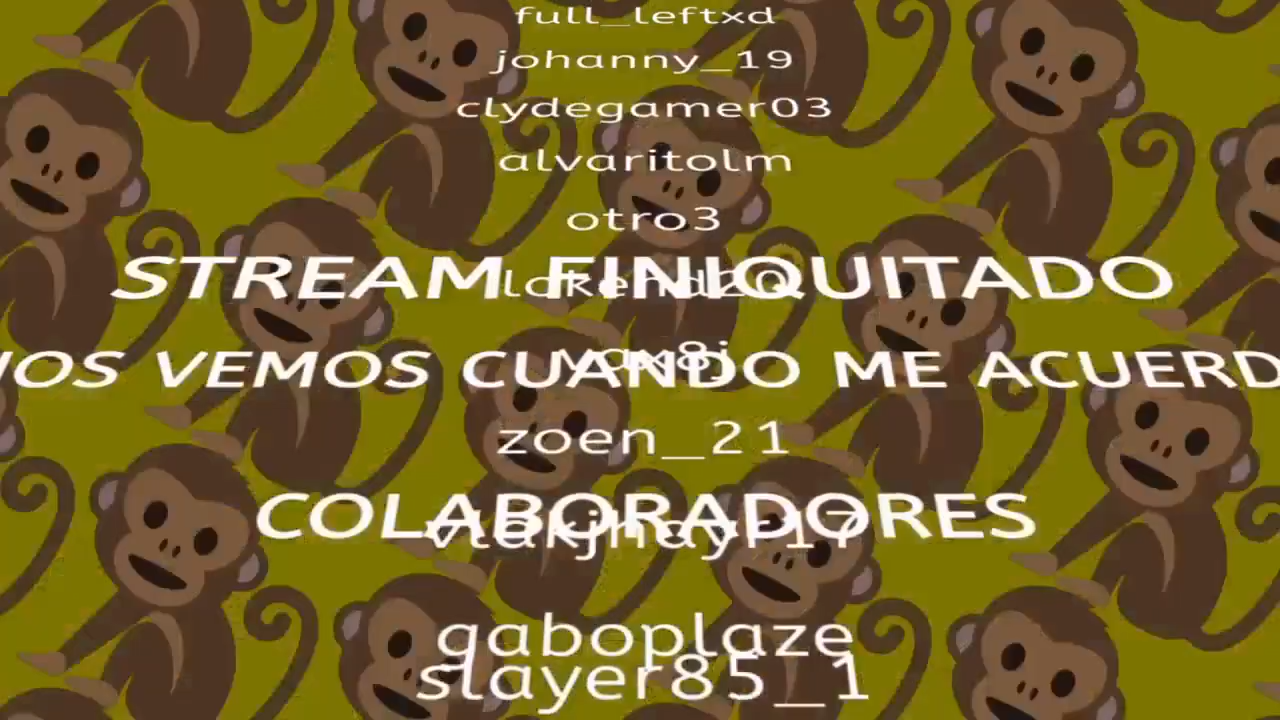 full_leftxd
johanny_19
clydegamer03
alvaritolm
otro3
STREAM FINIQUITADO
NOS VEMOS CUANDO ME ACUERD
zoen_21
COLABORADORES
gaboplaze
slayer85_1